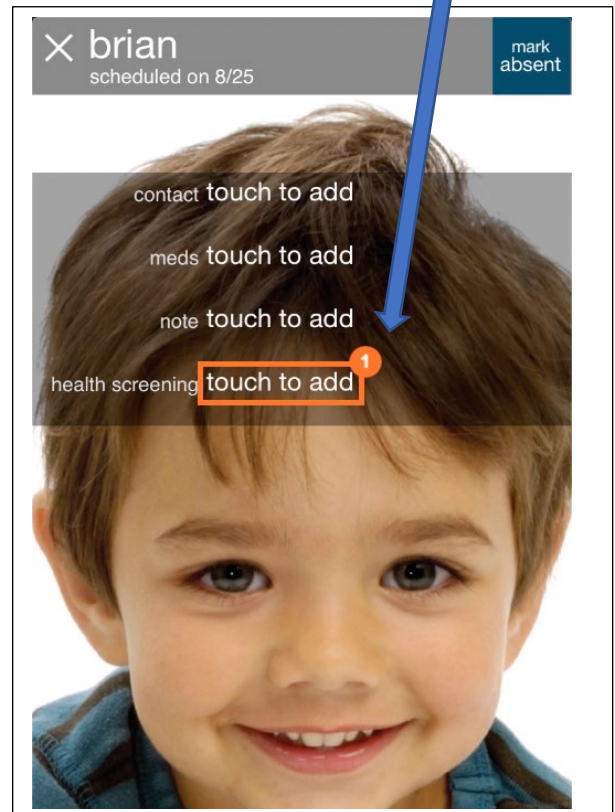 brian
scheduled on 8/25
mark
absent
contact touch to add
meds touch to add
note touch to add
health screening touch to add
1